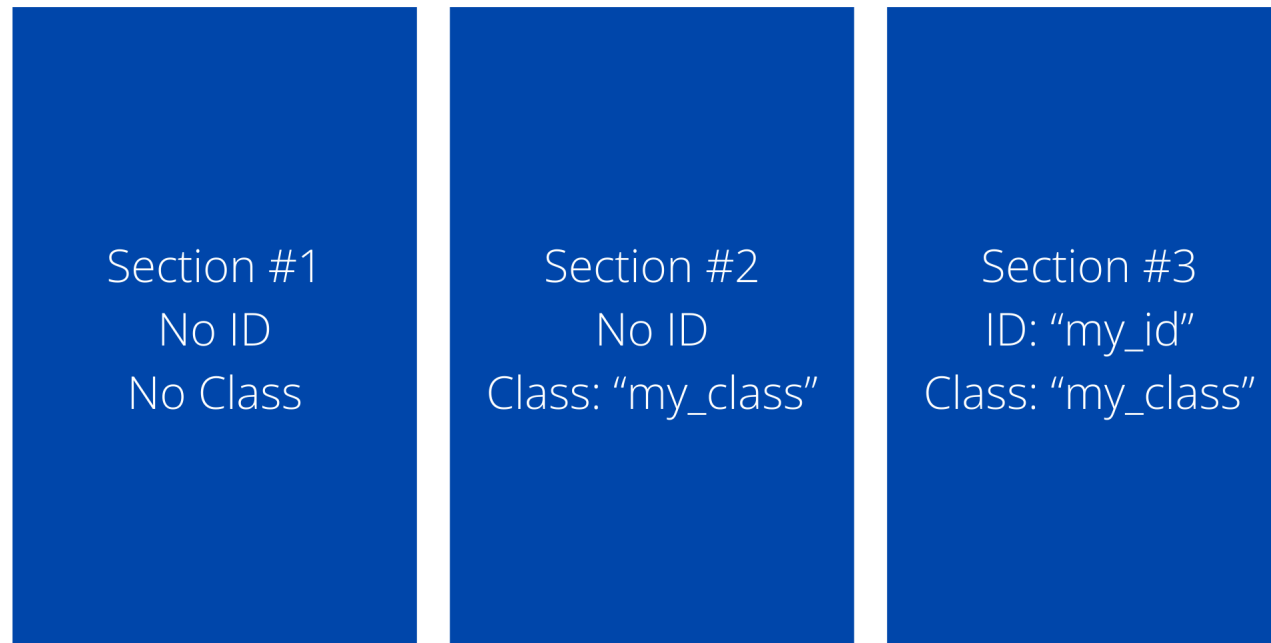 Section #1
No ID
No Class
Section #2
No ID
Class: “my_class”
Section #3
ID: “my_id”
Class: “my_class”